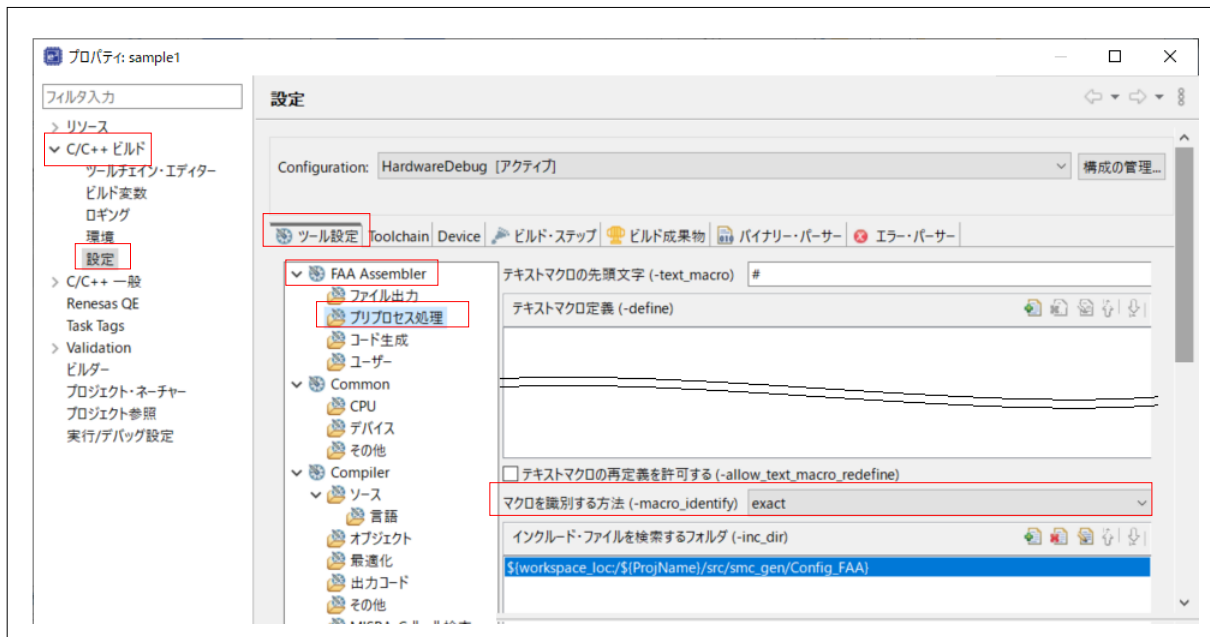 プロパティ: sample1
フィルタ入力
設定
リソース
C/C++ ビルド
ツールチェイン・エディター
ビルド変数
ロギング
環境
設定
C/C++ 一般
Renesas QE
Task Tags
Validation
ビルダー
プロジェクト・ネーチャー
プロジェクト参照
実行/デバッグ設定
Configuration: HardwareDebug [アクティブ] 構成の管理...
ツール設定 Toolchain Device ビルド・ステップ ビルド成果物 バイナリー・パーサー エラー・パーサー
FAA Assembler
ファイル出力
プリプロセス処理
コード生成
ユーザー
Common
CPU
デバイス
その他
Compiler
ソース
言語
オブジェクト
最適化
出力コード
その他
テキストマクロの先頭文字 (-text_macro) #
テキストマクロ定義 (-define)
テキストマクロの再定義を許可する (-allow_text_macro_redefine)
マクロを識別する方法 (-macro_identify) exact
インクルード・ファイルを検索するフォルダ (-inc_dir)
${workspace_loc:/${ProjName}/src/smc_gen/Config_FAA}